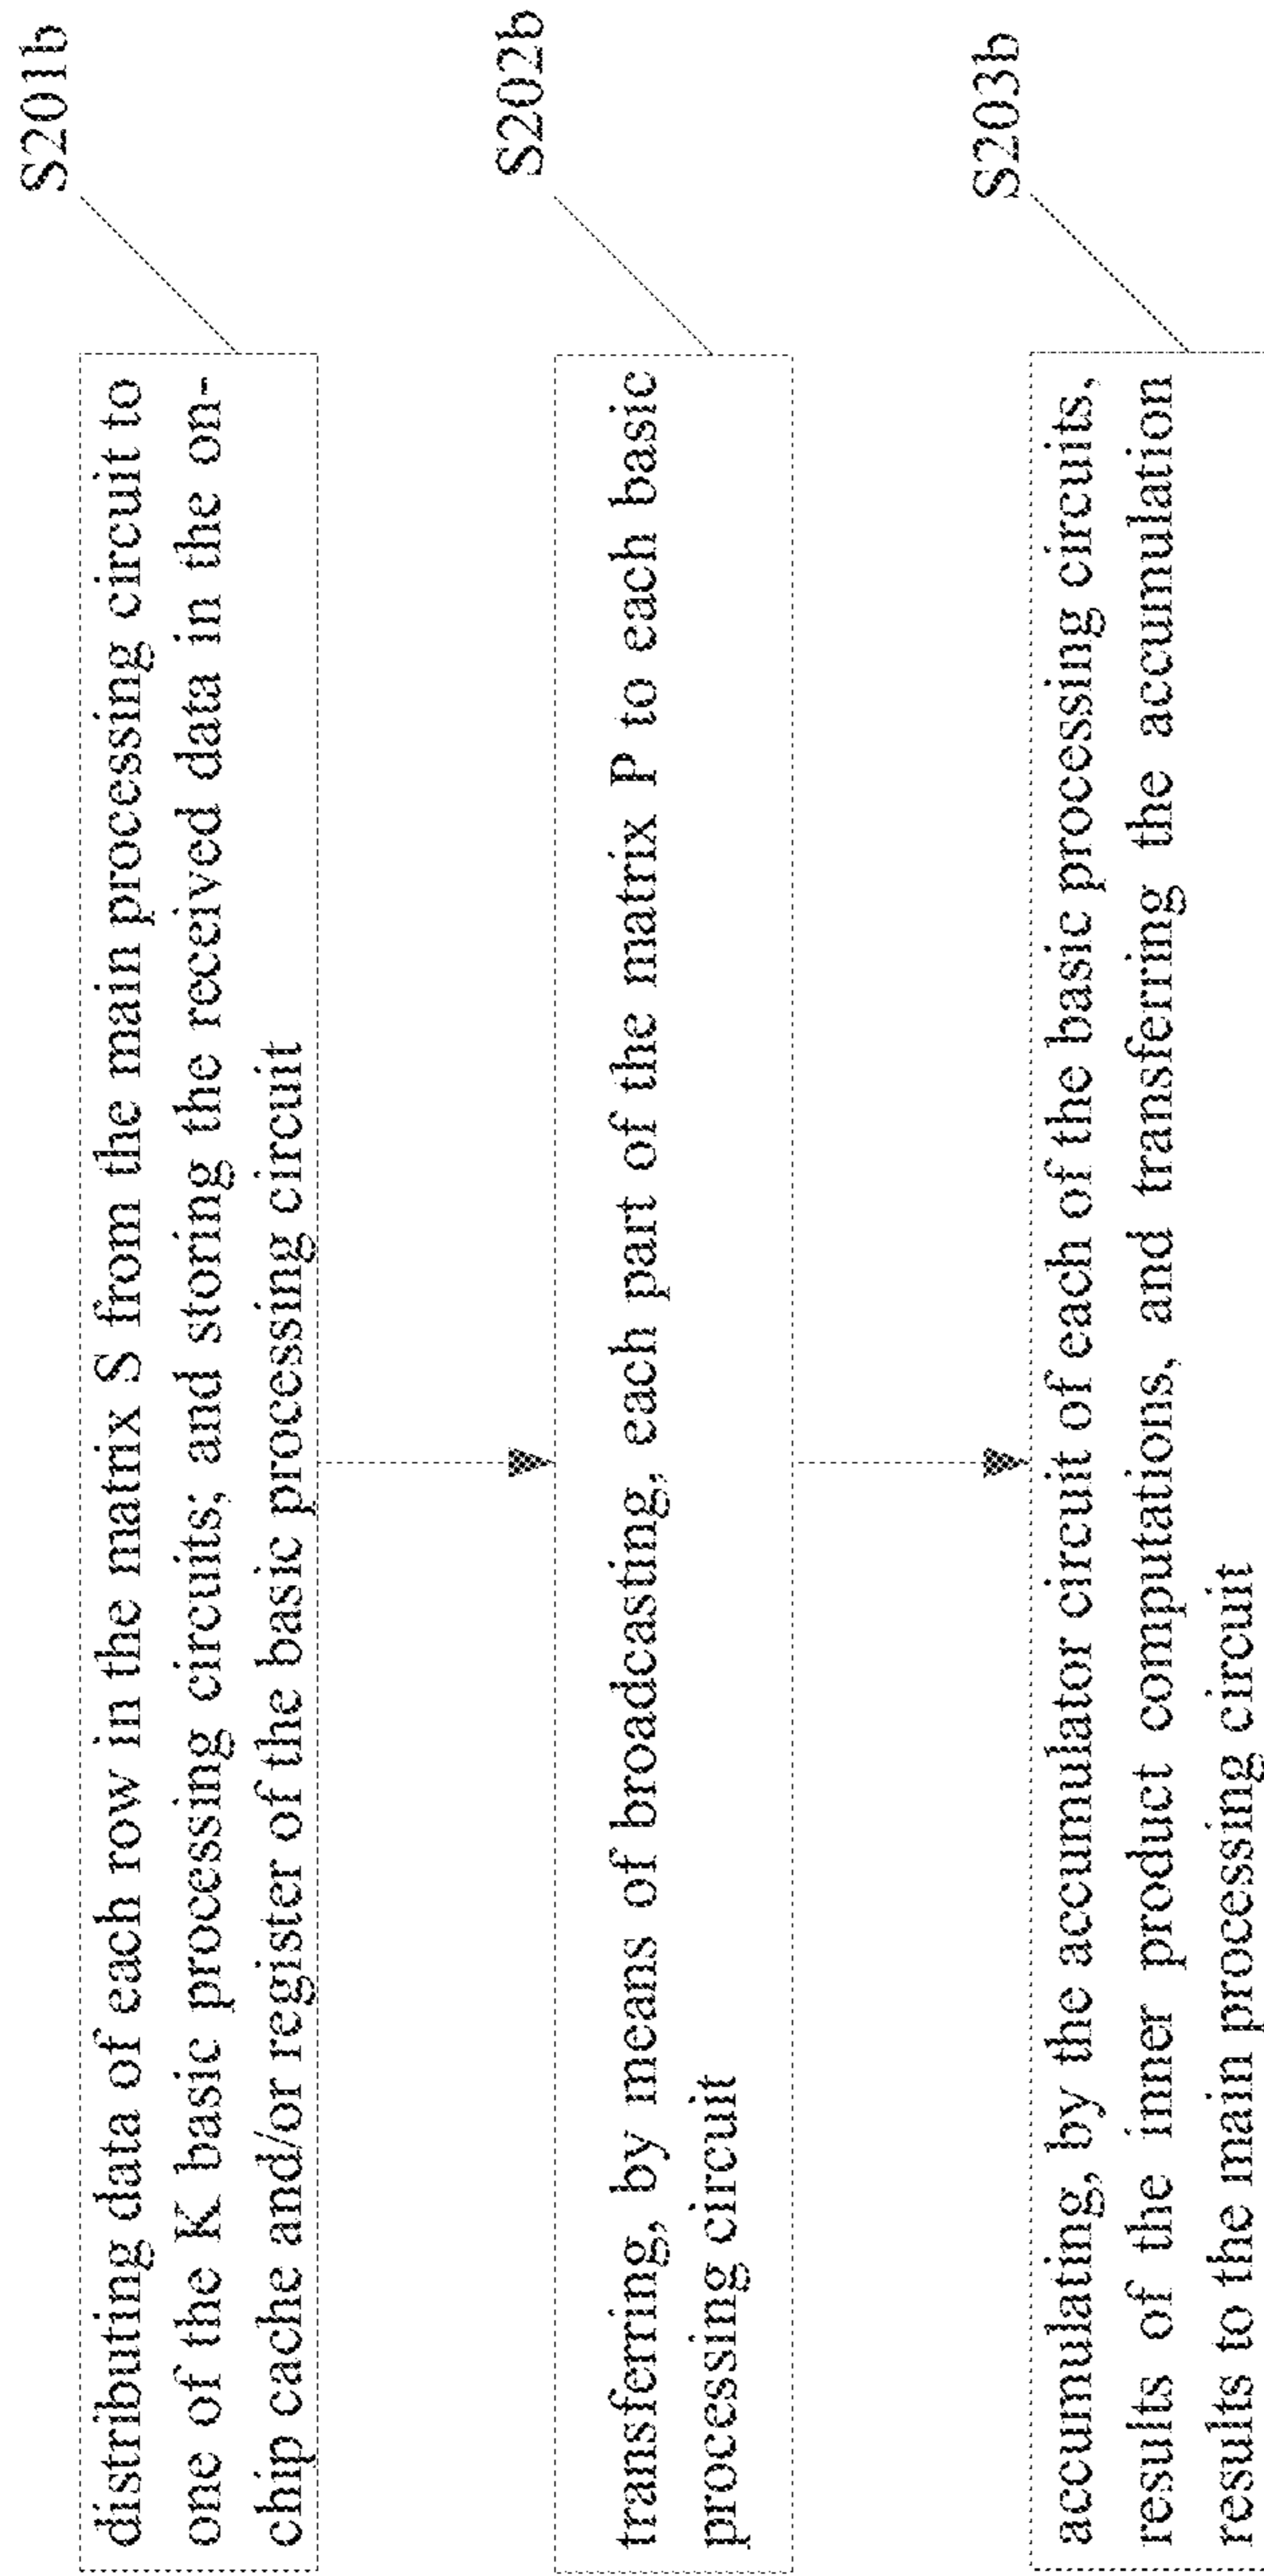 S201b
distributing data of each row in the matrix S from the main processing circuit to
one of the K basic processing circuits; and storing the received data in the on-
chip cache and/or register of the basic processing circuit
S202b
transferring, by means of broadcasting, each part of the matrix P to each basic
processing circuit
S203b
accumulating, by the accumulator circuit of each of the basic processing circuits,
results of the inner product computations, and transferring the accumulation
results to the main processing circuit